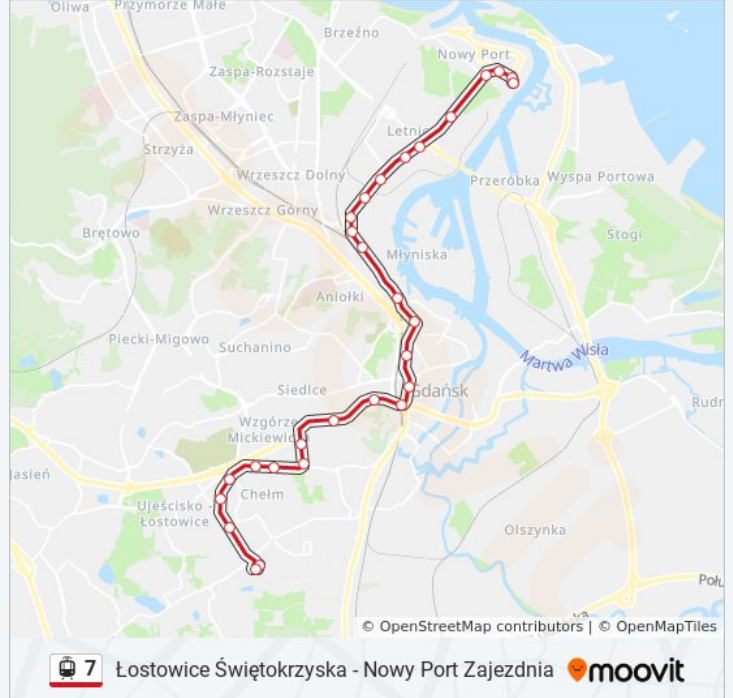 Oliwa
Przymorze Małe
Brzeźno
Nowy Port
Zaspa-Rozstaje
Zaspa-Młyniec
Letnic
Strzyża
Wrzeszcz Dolny
Przeróbka
Wyspa Portowa
Wrzeszcz Górny
Brętowo
Stogi
Młyniska
Aniołki
Piecki-Migowo
Suchanino
Martwa Wisła
Siedlce
Gdańsk
Rudn
Wzgórze
Mickiewicza
Jasień
Chełm
Ujeścisko -
Łostowice
Olszynka
Połu
© OpenStreetMap contributors | © OpenMapTiles
7 Łostowice Świętokrzyska - Nowy Port Zajezdnia moovit